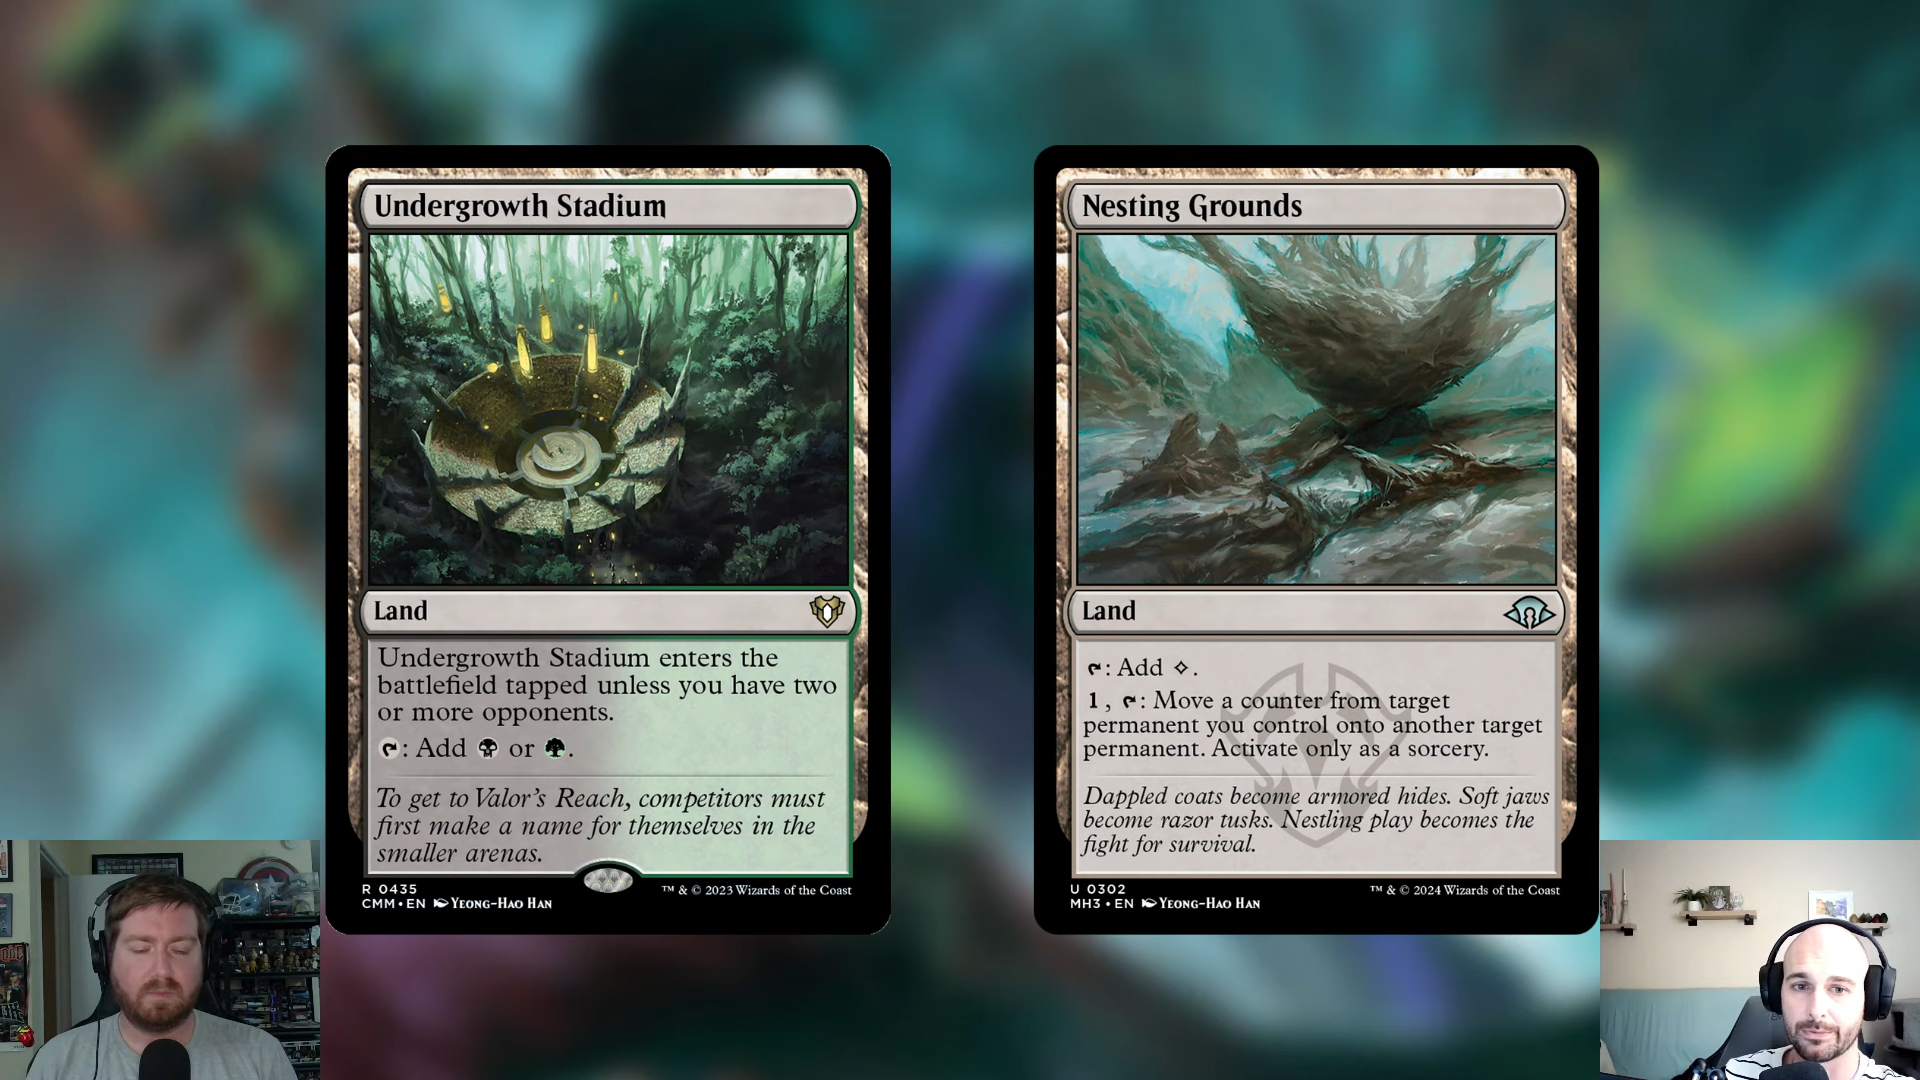 Undergrowth Stadium
Land
Undergrowth Stadium enters the
battlefield tapped unless you have two
or more opponents.
: Add or .
To get to Valor's Reach, competitors must
first make a name for themselves in the
smaller arenas.
R 0435
CMM • EN Yeong-Hao Han
™ & © 2023 Wizards of the Coast
Nesting Grounds
Land
: Add .
1 , : Move a counter from target
permanent you control onto another target
permanent. Activate only as a sorcery.
Dappled coats become armored hides. Soft jaws
become razor tusks. Nestling play becomes the
fight for survival.
U 0302
MH3 • EN Yeong-Hao Han
™ & © 2024 Wizards of the Coast